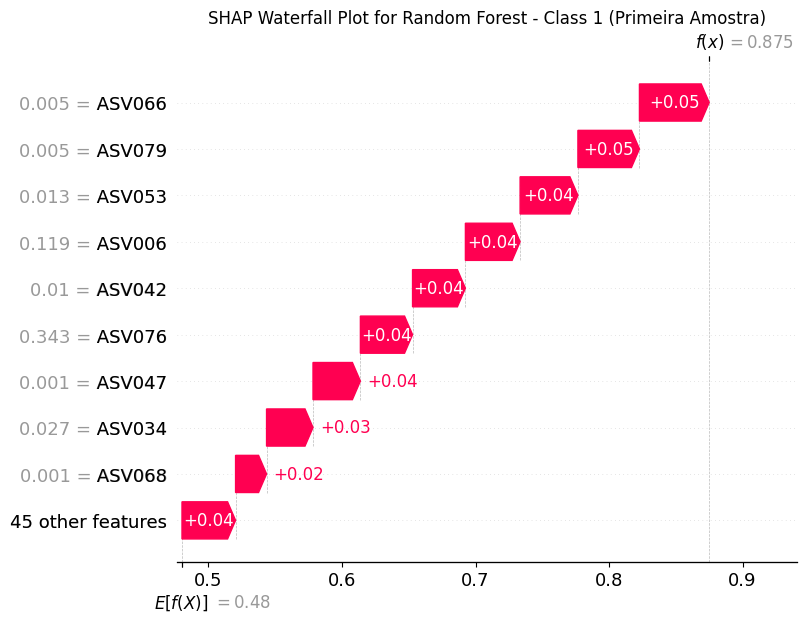 SHAP Waterfall Plot for Random Forest - Class 1 (Primeira Amostra)
f(x) = 0.875
0.005 = ASV066 +0.05
0.005 = ASV079 +0.05
0.013 = ASV053 +0.04
0.119 = ASV006 +0.04
0.01 = ASV042 +0.04
0.343 = ASV076 +0.04
0.001 = ASV047 +0.04
0.027 = ASV034 +0.03
0.001 = ASV068 +0.02
45 other features +0.04
0.5 0.6 0.7 0.8 0.9
E[f(X)] = 0.48